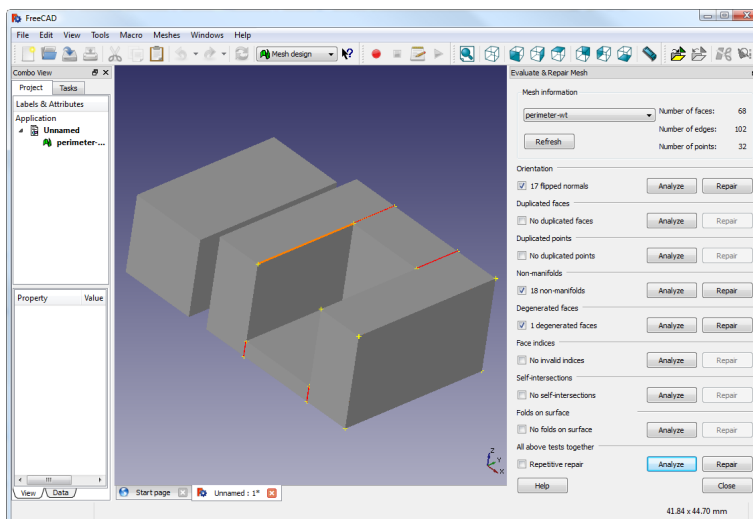 FreeCAD
File Edit View Tools Macro Meshes Windows Help
Mesh design
Combo View
Project Tasks
Labels & Attributes
Application
Unnamed
perimeter-...
Property Value
View Data
Start page
Unnamed : 1*
Z
Y
X
Evaluate & Repair Mesh
Mesh information
perimeter-wt
Number of faces: 68
Number of edges: 102
Refresh
Number of points: 32
Orientation
17 flipped normals Analyze Repair
Duplicated faces
No duplicated faces Analyze Repair
Duplicated points
No duplicated points Analyze Repair
Non-manifolds
18 non-manifolds Analyze Repair
Degenerated faces
1 degenerated faces Analyze Repair
Face indices
No invalid indices Analyze Repair
Self-intersections
No self-intersections Analyze Repair
Folds on surface
No folds on surface Analyze Repair
All above tests together
Repetitive repair Analyze Repair
Help Close
41.84 x 44.70 mm